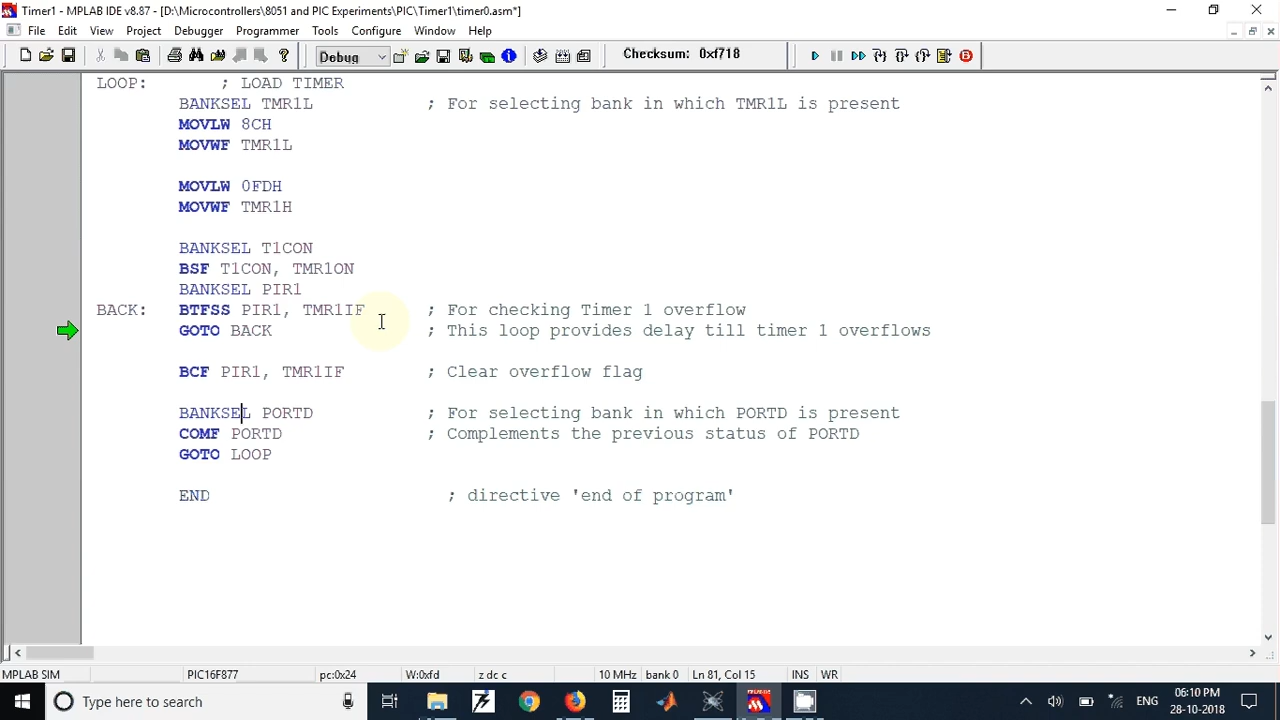 Timer1 - MPLAB IDE v8.87 - [D:\Microcontrollers\8051 and PIC Experiments\PIC\Timer1\timer0.asm*]
File Edit View Project Debugger Programmer Tools Configure Window Help
Debug Checksum: 0xf718
LOOP: ; LOAD TIMER
BANKSEL TMR1L ; For selecting bank in which TMR1L is present
MOVLW 8CH
MOVWF TMR1L
MOVLW 0FDH
MOVWF TMR1H
BANKSEL T1CON
BSF T1CON, TMR1ON
BANKSEL PIR1
BACK: BTFSS PIR1, TMR1IF ; For checking Timer 1 overflow
GOTO BACK ; This loop provides delay till timer 1 overflows
BCF PIR1, TMR1IF ; Clear overflow flag
BANKSEL PORTD ; For selecting bank in which PORTD is present
COMF PORTD ; Complements the previous status of PORTD
GOTO LOOP
END ; directive 'end of program'
MPLAB SIM PIC16F877 pc:0x24 W:0xfd z dc c 10 MHz bank 0 Ln 81, Col 15 INS WR
Type here to search ENG 06:10 PM
28-10-2018